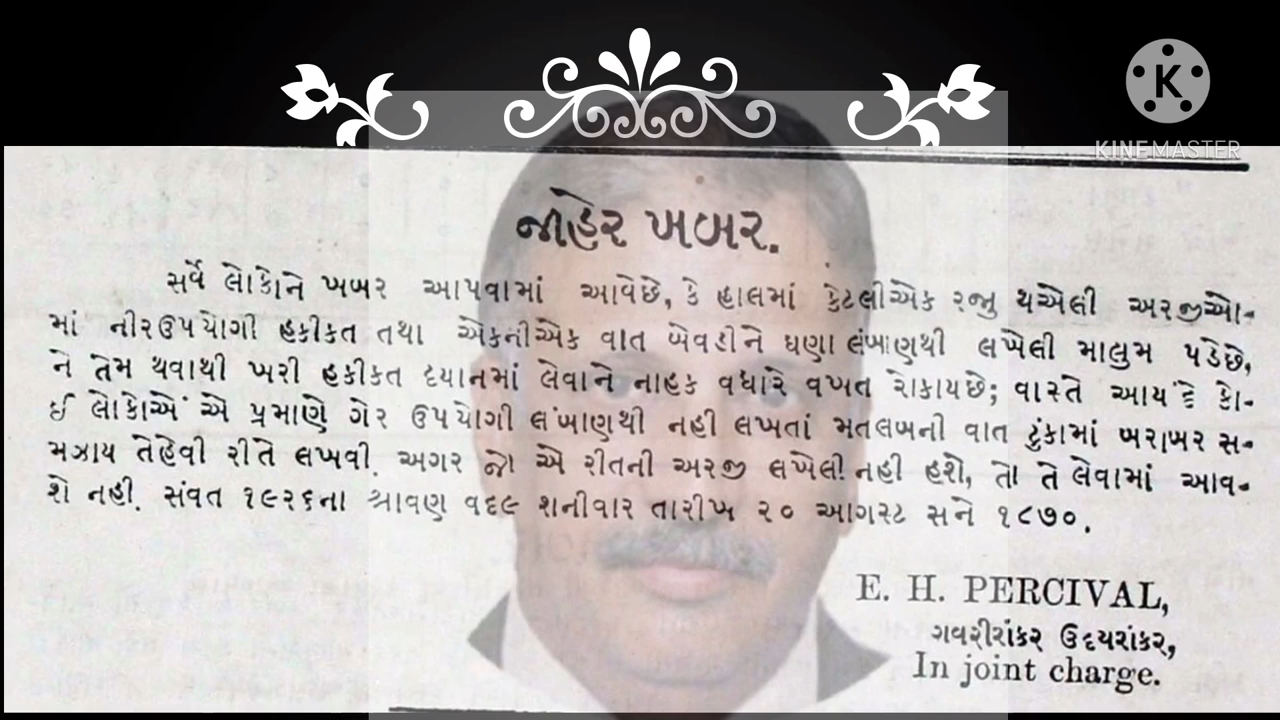 K
KINEMASTER
જાહેર ખબર.
સર્વે લોકોને ખબર આપવામાં આવેછે, કે હાલમાં કેટલીએક રજુ થએલી અરજીઓ-
માં નીરઉપયોગી હકીકત તથા એકનીએક વાત બેવડીને ઘણા લંબાણથી લખેલી માલુમ પડેછે,
ને તેમ થવાથી ખરી હકીકત દયાનમાં લેવાને નાહક વધારે વખત રોકાયછે; વાસ્તે આયંદે કો-
ઈ લોકોએં એ પ્રમાણે ગેર ઉપયોગી લંબાણથી નહી લખતાં મતલબની વાત ટુંકામાં બરાબર સ-
મઝાય તેહેવી રીતે લખવી. અગર જો એ રીતની અરજી લખેલી નહી હશે, તો તે લેવામાં આવ-
શે નહી. સંવત ૧૯૨૬ના શ્રાવણ વદ૯ શનીવાર તારીખ ૨૦ આગસ્ટ સને ૧૮૭૦.
E. H. PERCIVAL,
ગવરીશંકર ઉદયશંકર,
In joint charge.